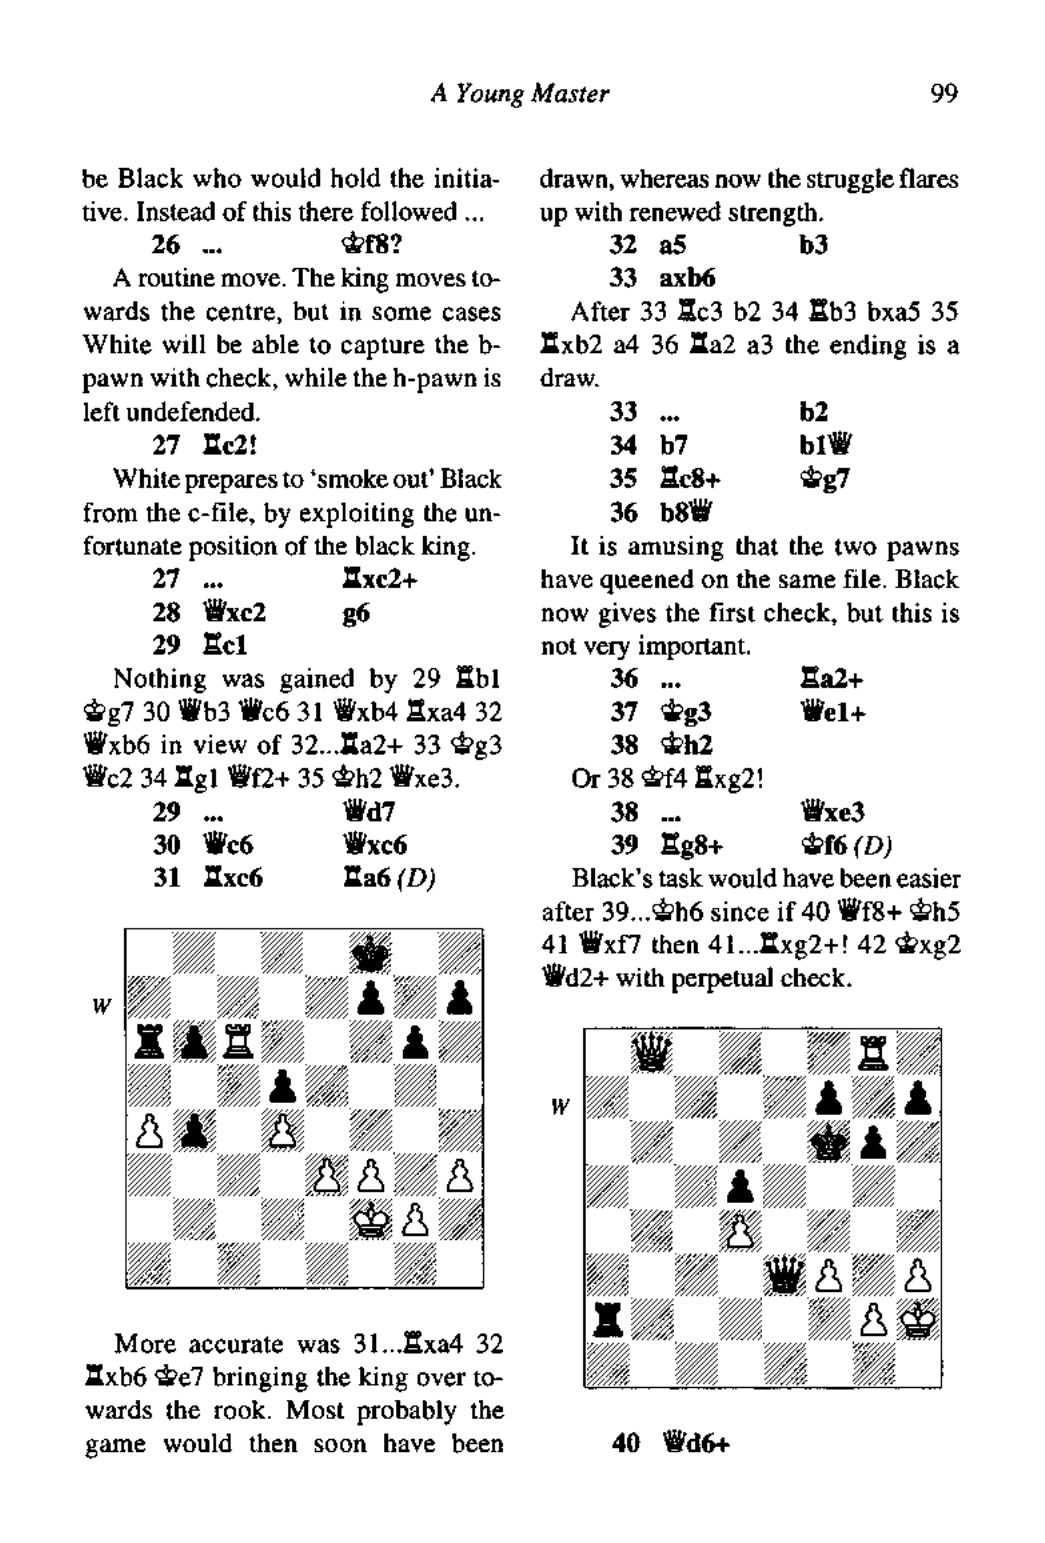 A Young Master 99
be Black who would hold the initia-
tive. Instead of this there followed ...
26 ... ♚f8?
A routine move. The king moves to-
wards the centre, but in some cases
White will be able to capture the b-
pawn with check, while the h-pawn is
left undefended.
27 ♖c2!
White prepares to ‘smoke out’ Black
from the c-file, by exploiting the un-
fortunate position of the black king.
27 ... ♖xc2+
28 ♕xc2 g6
29 ♖c1
Nothing was gained by 29 ♖b1
♔g7 30 ♕b3 ♕c6 31 ♕xb4 ♖xa4 32
♕xb6 in view of 32...♖a2+ 33 ♔g3
♕c2 34 ♖g1 ♕f2+ 35 ♔h2 ♕xe3.
29 ... ♕d7
30 ♕c6 ♕xc6
31 ♖xc6 ♖a6 (D)
W
More accurate was 31...♖xa4 32
♖xb6 ♔e7 bringing the king over to-
wards the rook. Most probably the
game would then soon have been
drawn, whereas now the struggle flares
up with renewed strength.
32 a5 b3
33 axb6
After 33 ♖c3 b2 34 ♖b3 bxa5 35
♖xb2 a4 36 ♖a2 a3 the ending is a
draw.
33 ... b2
34 b7 b1♕
35 ♖c8+ ♔g7
36 b8♕
It is amusing that the two pawns
have queened on the same file. Black
now gives the first check, but this is
not very important.
36 ... ♖a2+
37 ♔g3 ♕e1+
38 ♔h2
Or 38 ♔f4 ♖xg2!
38 ... ♕xe3
39 ♖g8+ ♔f6 (D)
Black's task would have been easier
after 39...♔h6 since if 40 ♕f8+ ♔h5
41 ♕xf7 then 41...♖xg2+! 42 ♔xg2
♕d2+ with perpetual check.
W
40 ♕d6+